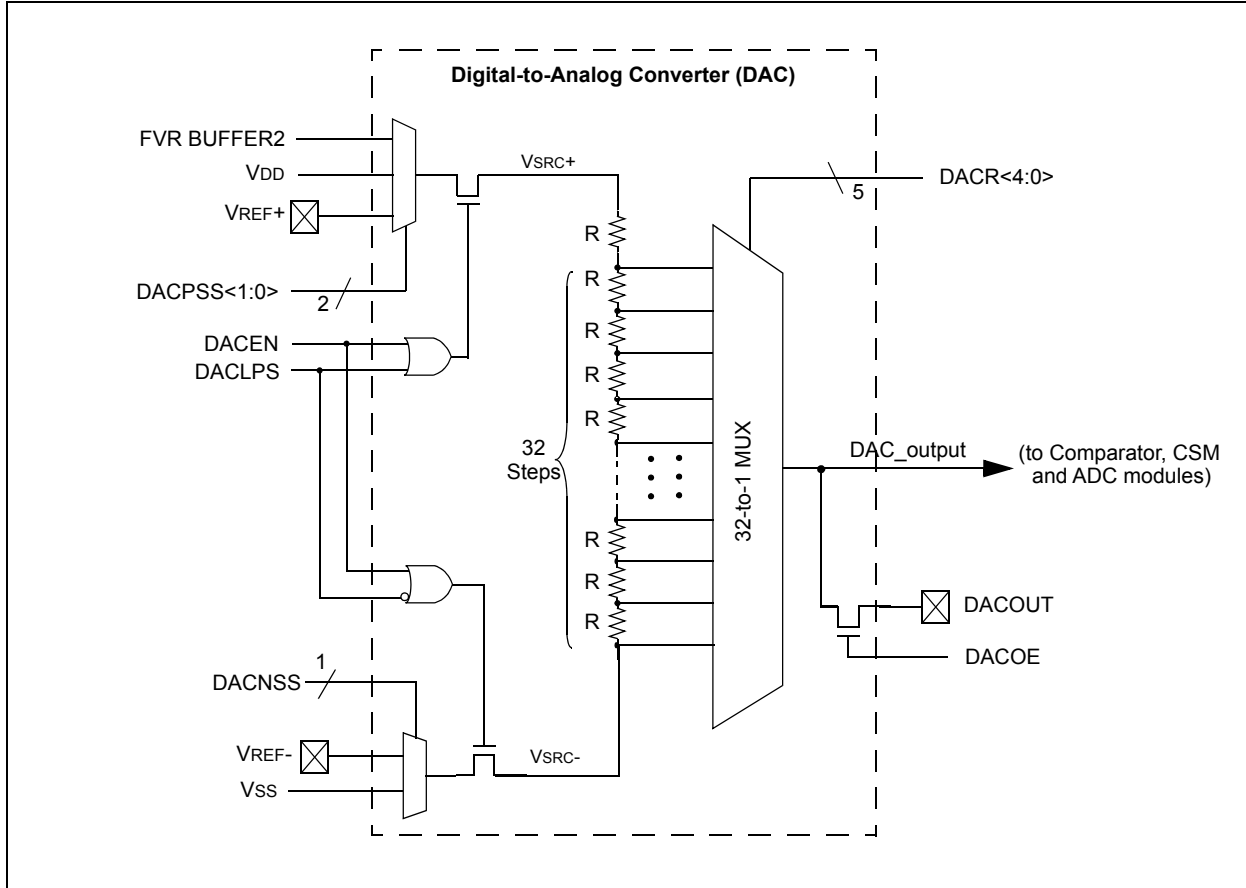 Digital-to-Analog Converter (DAC)
FVR BUFFER2
VDD
VREF+
VSRC+
DACR<4:0>
5
R
DACPSS<1:0>
2
R
DACEN
R
DACLPS
R
R
32
Steps
32-to-1 MUX
DAC_output
(to Comparator, CSM
and ADC modules)
R
R
R
DACOUT
DACOE
1
DACNSS
VREF-
VSRC-
VSS